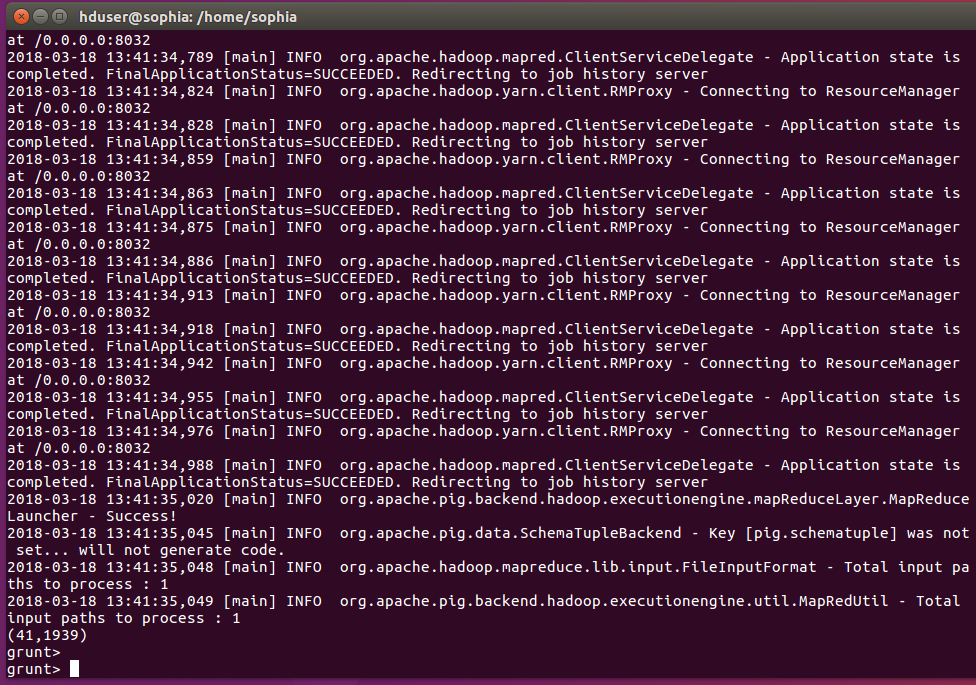 hduser@sophia: /home/sophia
at /0.0.0.0:8032
2018-03-18 13:41:34,789 [main] INFO  org.apache.hadoop.mapred.ClientServiceDelegate - Application state is
completed. FinalApplicationStatus=SUCCEEDED. Redirecting to job history server
2018-03-18 13:41:34,824 [main] INFO  org.apache.hadoop.yarn.client.RMProxy - Connecting to ResourceManager
at /0.0.0.0:8032
2018-03-18 13:41:34,828 [main] INFO  org.apache.hadoop.mapred.ClientServiceDelegate - Application state is
completed. FinalApplicationStatus=SUCCEEDED. Redirecting to job history server
2018-03-18 13:41:34,859 [main] INFO  org.apache.hadoop.yarn.client.RMProxy - Connecting to ResourceManager
at /0.0.0.0:8032
2018-03-18 13:41:34,863 [main] INFO  org.apache.hadoop.mapred.ClientServiceDelegate - Application state is
completed. FinalApplicationStatus=SUCCEEDED. Redirecting to job history server
2018-03-18 13:41:34,875 [main] INFO  org.apache.hadoop.yarn.client.RMProxy - Connecting to ResourceManager
at /0.0.0.0:8032
2018-03-18 13:41:34,886 [main] INFO  org.apache.hadoop.mapred.ClientServiceDelegate - Application state is
completed. FinalApplicationStatus=SUCCEEDED. Redirecting to job history server
2018-03-18 13:41:34,913 [main] INFO  org.apache.hadoop.yarn.client.RMProxy - Connecting to ResourceManager
at /0.0.0.0:8032
2018-03-18 13:41:34,918 [main] INFO  org.apache.hadoop.mapred.ClientServiceDelegate - Application state is
completed. FinalApplicationStatus=SUCCEEDED. Redirecting to job history server
2018-03-18 13:41:34,942 [main] INFO  org.apache.hadoop.yarn.client.RMProxy - Connecting to ResourceManager
at /0.0.0.0:8032
2018-03-18 13:41:34,955 [main] INFO  org.apache.hadoop.mapred.ClientServiceDelegate - Application state is
completed. FinalApplicationStatus=SUCCEEDED. Redirecting to job history server
2018-03-18 13:41:34,976 [main] INFO  org.apache.hadoop.yarn.client.RMProxy - Connecting to ResourceManager
at /0.0.0.0:8032
2018-03-18 13:41:34,988 [main] INFO  org.apache.hadoop.mapred.ClientServiceDelegate - Application state is
completed. FinalApplicationStatus=SUCCEEDED. Redirecting to job history server
2018-03-18 13:41:35,020 [main] INFO  org.apache.pig.backend.hadoop.executionengine.mapReduceLayer.MapReduce
Launcher - Success!
2018-03-18 13:41:35,045 [main] INFO  org.apache.pig.data.SchemaTupleBackend - Key [pig.schematuple] was not
 set... will not generate code.
2018-03-18 13:41:35,048 [main] INFO  org.apache.hadoop.mapreduce.lib.input.FileInputFormat - Total input pa
ths to process : 1
2018-03-18 13:41:35,049 [main] INFO  org.apache.pig.backend.hadoop.executionengine.util.MapRedUtil - Total
input paths to process : 1
(41,1939)
grunt>
grunt>